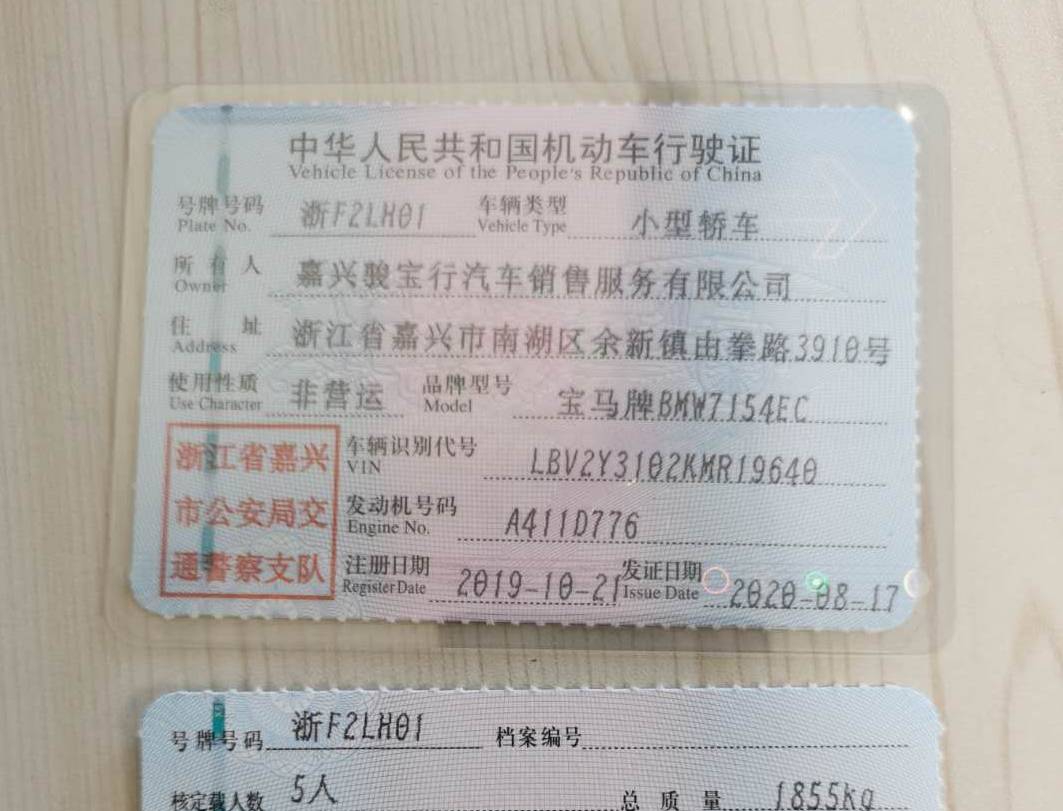 中华人民共和国机动车行驶证
Vehicle License of the People's Republic of China
号牌号码 浙F2LH01 车辆类型 小型轿车
Plate No. Vehicle Type
所有人 嘉兴骏宝行汽车销售服务有限公司
Owner
住址 浙江省嘉兴市南湖区余新镇由拳路3910号
Address
使用性质 非营运 品牌型号 宝马牌BMW7154EC
Use Character Model
浙江省嘉兴
市公安局交
通警察支队
车辆识别代号 LBV2Y3102KMR19640
VIN
发动机号码 A411D776
Engine No.
注册日期 2019-10-21 发证日期 2020-08-17
Register Date Issue Date
号牌号码 浙F2LH01 档案编号
核定载人数 5人 总质量 1855kg